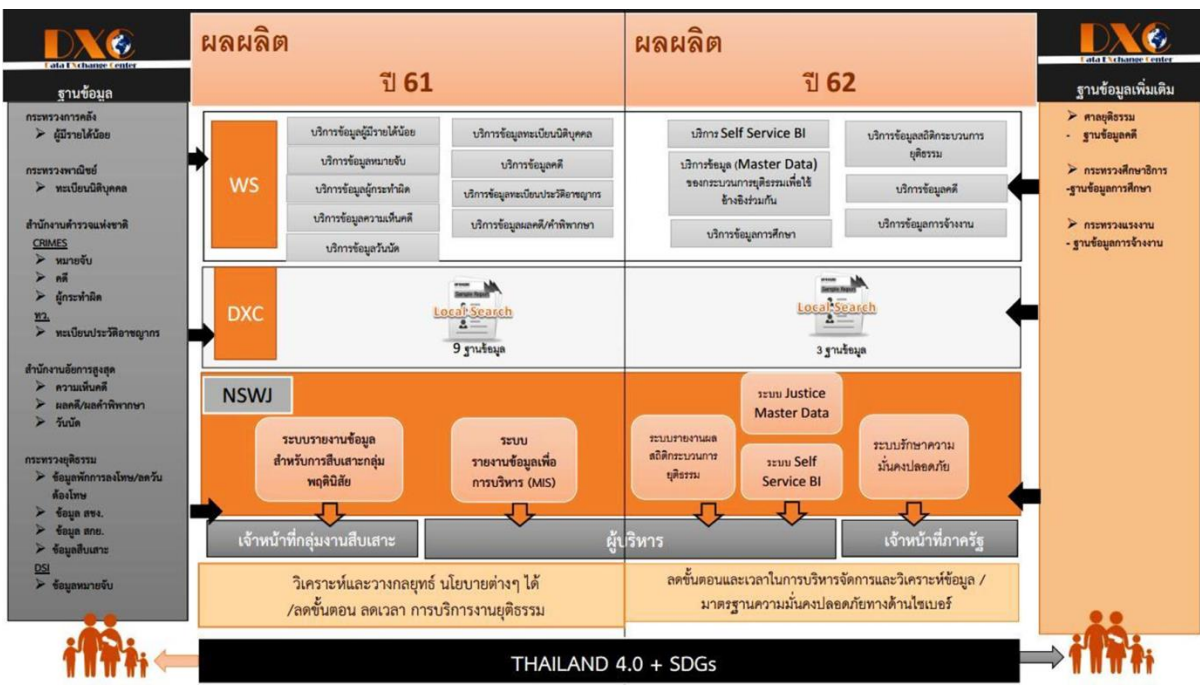 DXC
Data EXchange Center
ฐานข้อมูล
กระทรวงการคลัง
➢ ผู้มีรายได้น้อย
กระทรวงพาณิชย์
➢ ทะเบียนนิติบุคคล
สำนักงานตำรวจแห่งชาติ
CRIMES
➢ หมายจับ
➢ คดี
➢ ผู้กระทำผิด
ทว.
➢ ทะเบียนประวัติอาชญากร
สำนักงานอัยการสูงสุด
➢ ความเห็นคดี
➢ ผลคดี/ผลคำพิพากษา
➢ วันนัด
กระทรวงยุติธรรม
➢ ข้อมูลพักการลงโทษ/ลดวัน
ต้องโทษ
➢ ข้อมูล สชง.
➢ ข้อมูล สกย.
➢ ข้อมูลสืบเสาะ
DSI
➢ ข้อมูลหมายจับ
ผลผลิต
ปี 61
ผลผลิต
ปี 62
WS
บริการข้อมูลผู้มีรายได้น้อย
บริการข้อมูลหมายจับ
บริการข้อมูลผู้กระทำผิด
บริการข้อมูลความเห็นคดี
บริการข้อมูลวันนัด
บริการข้อมูลทะเบียนนิติบุคคล
บริการข้อมูลคดี
บริการข้อมูลทะเบียนประวัติอาชญากร
บริการข้อมูลผลคดี/คำพิพากษา
บริการ Self Service BI
บริการข้อมูล (Master Data)
ของกระบวนการยุติธรรมเพื่อใช้
อ้างอิงร่วมกัน
บริการข้อมูลการศึกษา
บริการข้อมูลสถิติกระบวนการ
ยุติธรรม
บริการข้อมูลคดี
บริการข้อมูลการจ้างงาน
DXC
Sample Report
Local Search
9 ฐานข้อมูล
Sample Report
Local Search
3 ฐานข้อมูล
NSWJ
ระบบรายงานข้อมูล
สำหรับการสืบเสาะกลุ่ม
พฤตินิสัย
ระบบ
รายงานข้อมูลเพื่อ
การบริหาร (MIS)
ระบบรายงานผล
สถิติกระบวนการ
ยุติธรรม
ระบบ Justice
Master Data
ระบบ Self
Service BI
ระบบรักษาความ
มั่นคงปลอดภัย
เจ้าหน้าที่กลุ่มงานสืบเสาะ
ผู้บริหาร
เจ้าหน้าที่ภาครัฐ
วิเคราะห์และวางกลยุทธ์ นโยบายต่างๆ ได้
/ลดขั้นตอน ลดเวลา การบริการงานยุติธรรม
ลดขั้นตอนและเวลาในการบริหารจัดการและวิเคราะห์ข้อมูล /
มาตรฐานความมั่นคงปลอดภัยทางด้านไซเบอร์
THAILAND 4.0 + SDGs
DXC
Data EXchange Center
ฐานข้อมูลเพิ่มเติม
➢ ศาลยุติธรรม
- ฐานข้อมูลคดี
➢ กระทรวงศึกษาธิการ
-ฐานข้อมูลการศึกษา
➢ กระทรวงแรงงาน
- ฐานข้อมูลการจ้างงาน